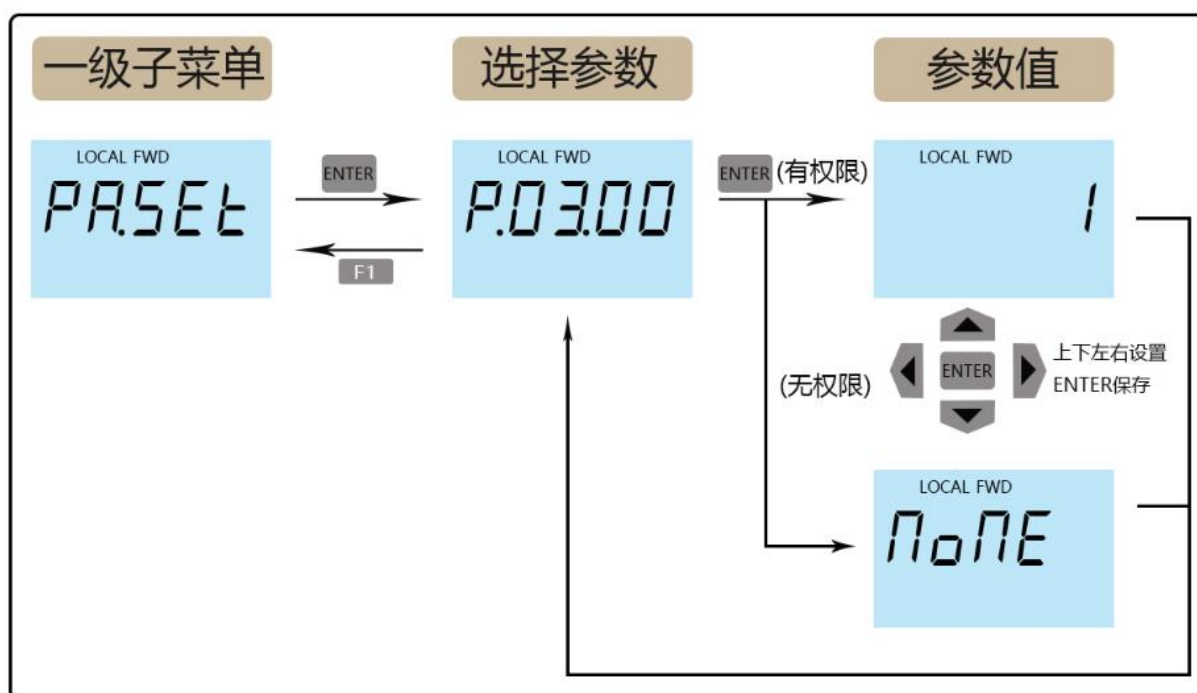 一级子菜单
选择参数
参数值
LOCAL FWD
PA.SEt
ENTER
F1
LOCAL FWD
P.03.00
ENTER (有权限)
LOCAL FWD
1
(无权限)
ENTER
上下左右设置
ENTER保存
LOCAL FWD
NoNE